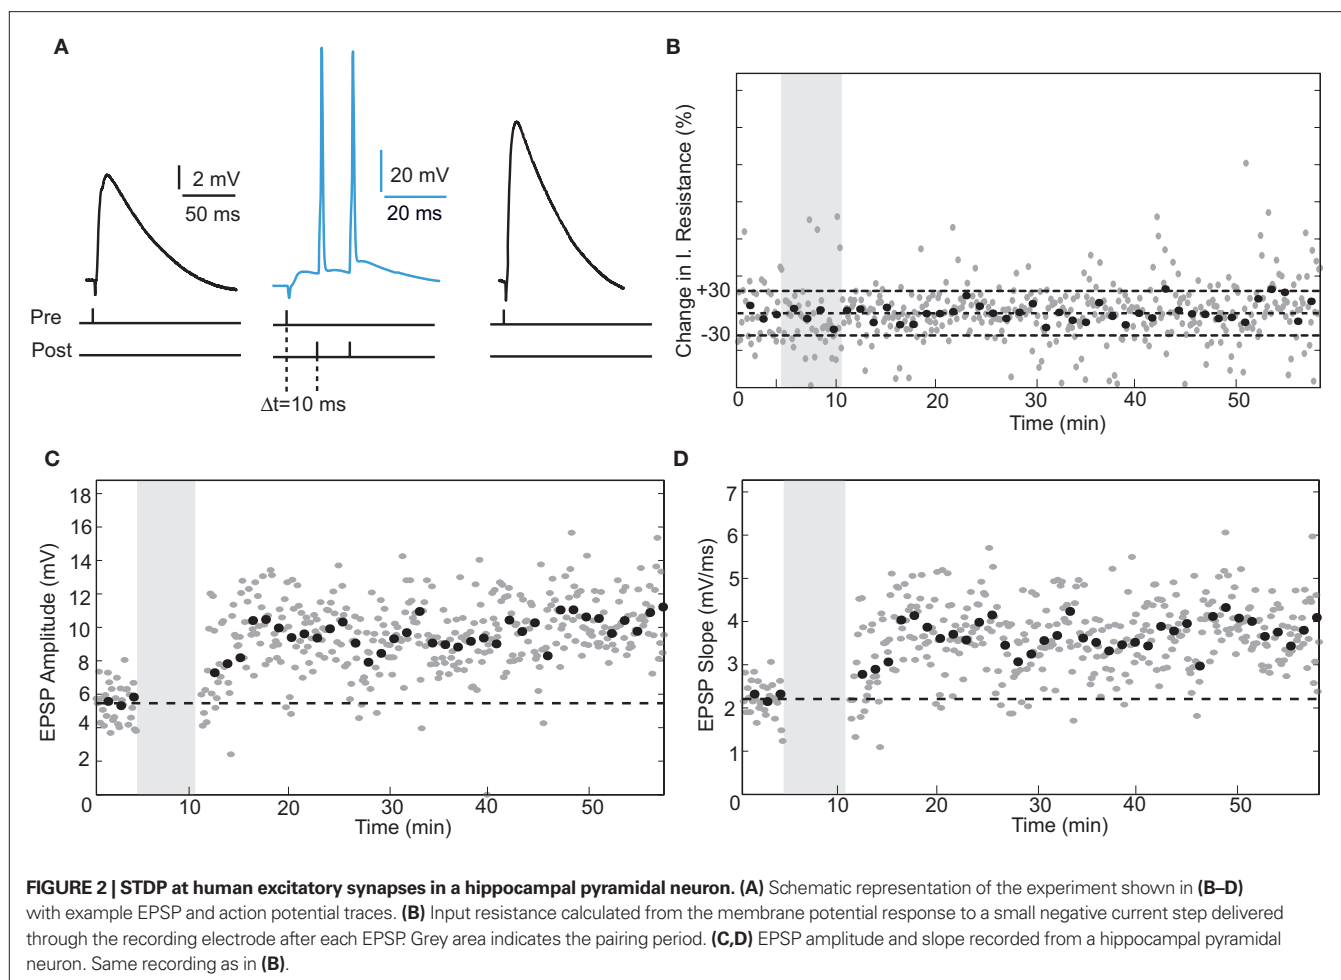 A
2 mV
50 ms
20 mV
20 ms
Pre
Post
Δt=10 ms
B
Change in I. Resistance (%)
+30
-30
0
10
20
30
40
50
Time (min)
C
EPSP Amplitude (mV)
18
16
14
12
10
8
6
4
2
0
10
20
30
40
50
Time (min)
D
EPSP Slope (mV/ms)
7
6
5
4
3
2
1
0
10
20
30
40
50
Time (min)
FIGURE 2 | STDP at human excitatory synapses in a hippocampal pyramidal neuron. (A) Schematic representation of the experiment shown in (B–D)
with example EPSP and action potential traces. (B) Input resistance calculated from the membrane potential response to a small negative current step delivered
through the recording electrode after each EPSP. Grey area indicates the pairing period. (C,D) EPSP amplitude and slope recorded from a hippocampal pyramidal
neuron. Same recording as in (B).